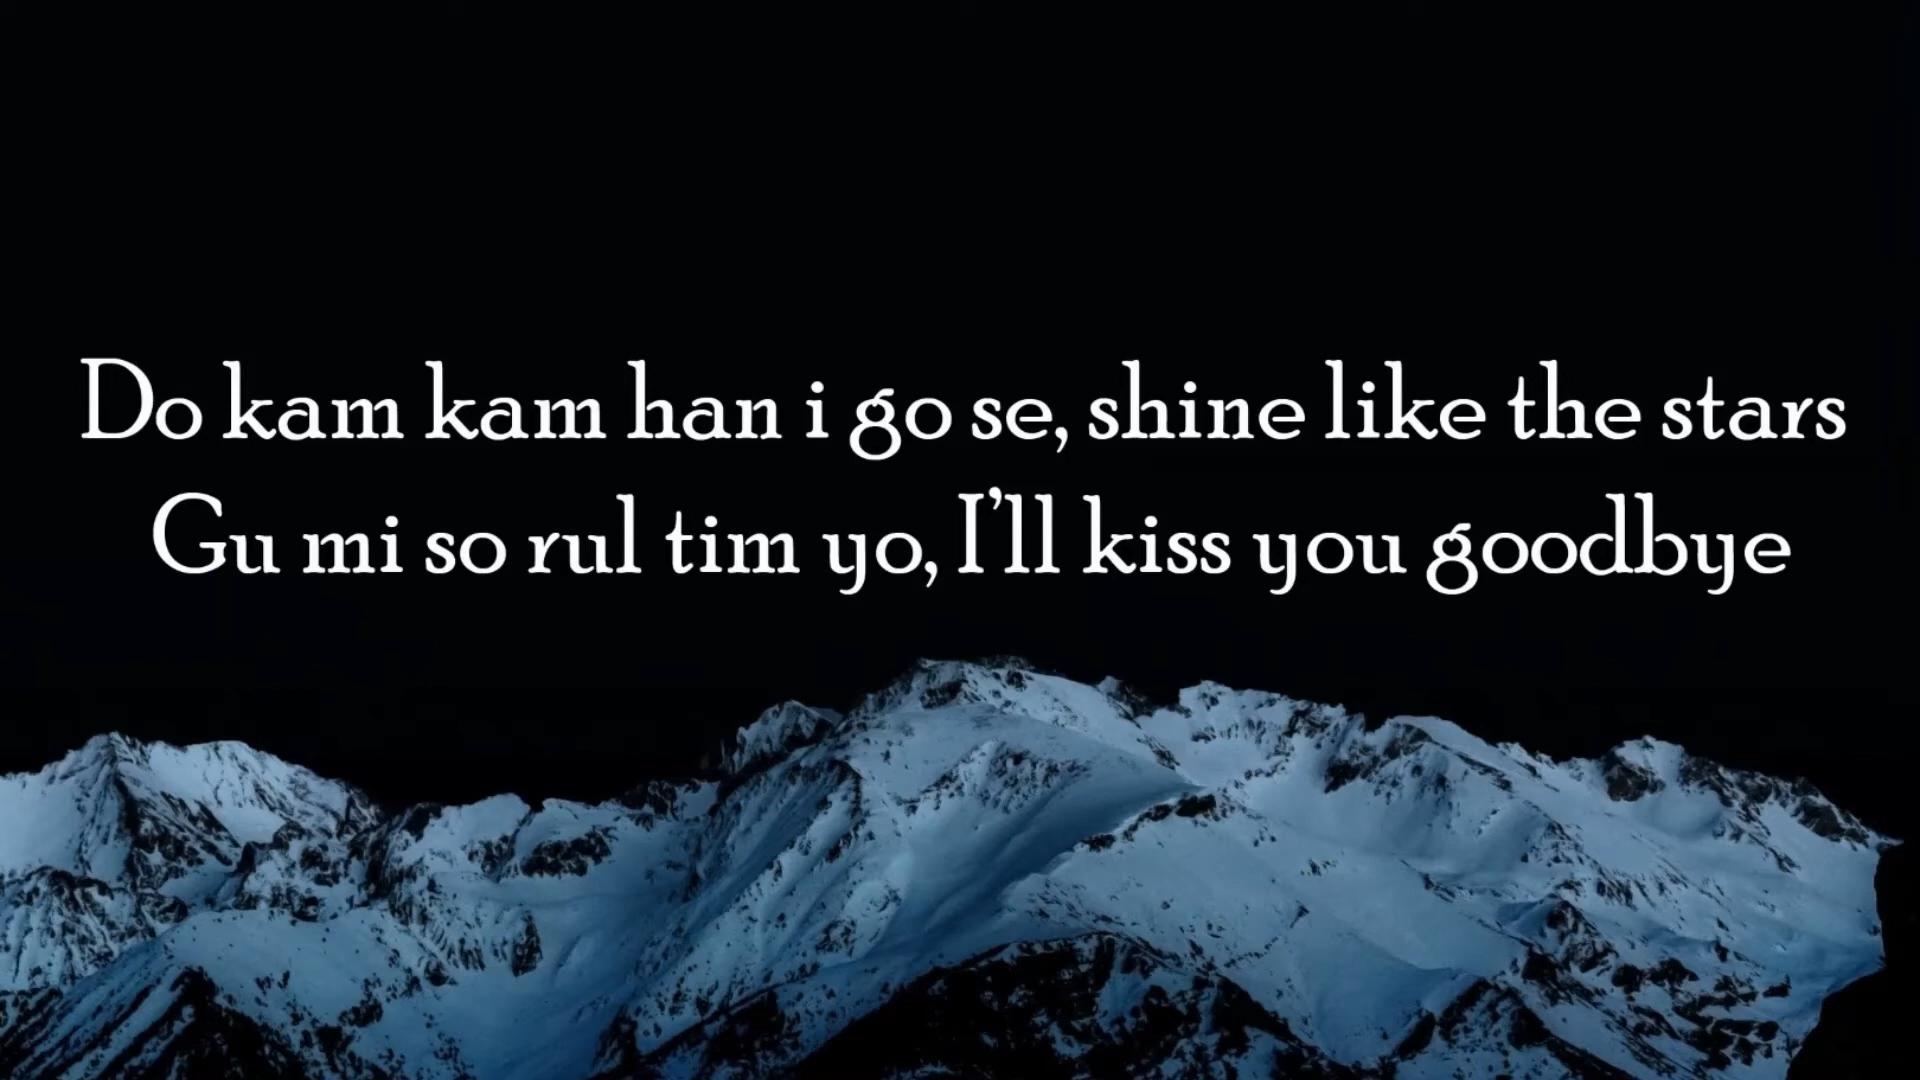 Do kam kam han i go se, shine like the stars
Gu mi so rul tim yo, I’ll kiss you goodbye